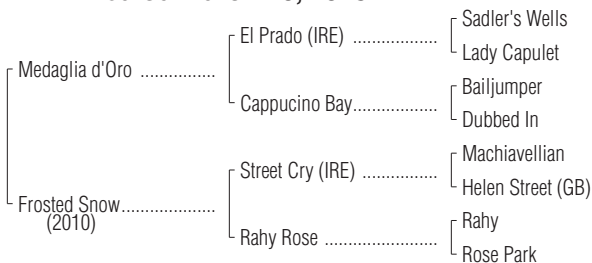 Sadler's Wells
El Prado (IRE) ...................
Lady Capulet
Medaglia d'Oro ................
Bailjumper
Cappucino Bay...................
Dubbed In
Machiavellian
Street Cry (IRE) .................
Helen Street (GB)
Frosted Snow....................
(2010)
Rahy
Rahy Rose .........................
Rose Park